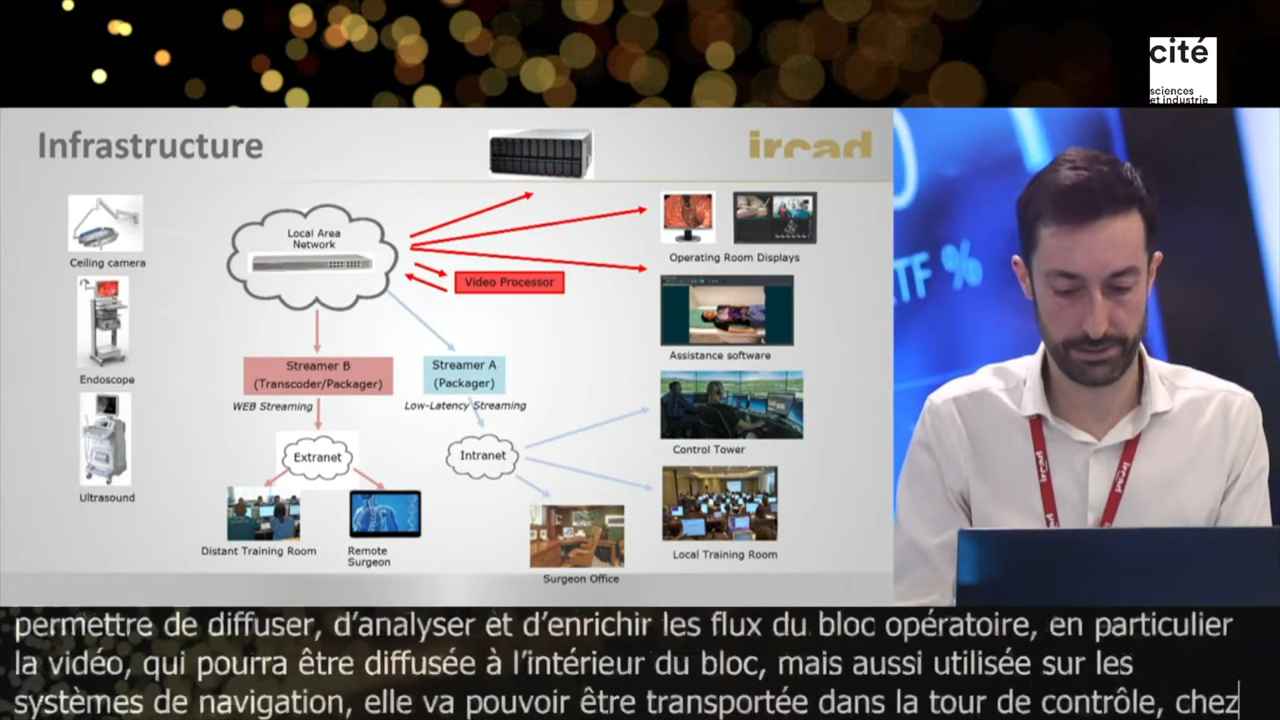 cité
sciences
et industrie
Infrastructure
ircad
Local Area
Network
Ceiling camera
Video Processor
Operating Room Displays
TF %
Endoscope
Streamer B
(Transcoder/Packager)
Streamer A
(Packager)
Assistance software
WEB Streaming
Low-Latency Streaming
Extranet
Intranet
Control Tower
Ultrasound
Distant Training Room
Remote
Surgeon
Surgeon Office
Local Training Room
ircad
ircad
permettre de diffuser, d’analyser et d’enrichir les flux du bloc opératoire, en particulier
la vidéo, qui pourra être diffusée à l’intérieur du bloc, mais aussi utilisée sur les
systèmes de navigation, elle va pouvoir être transportée dans la tour de contrôle, chez